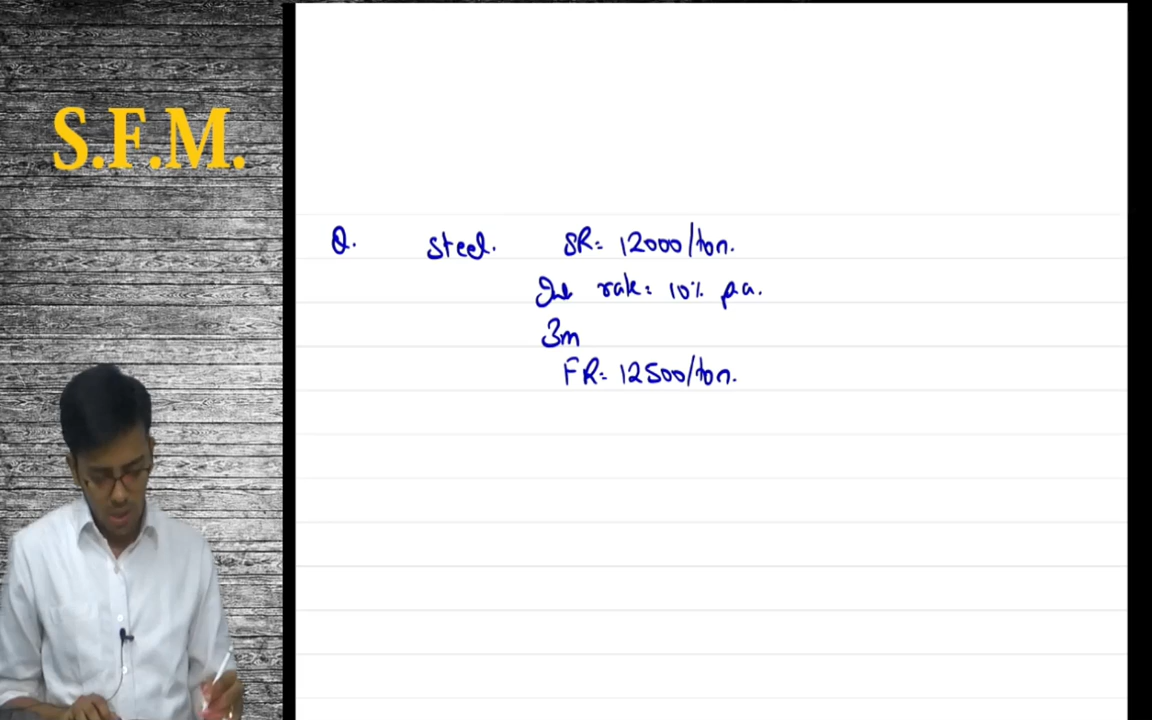 S.F.M.
Q. Steel. SR= 12000/ton.
Int rate= 10% p.a.
3m
FR= 12500/ton.